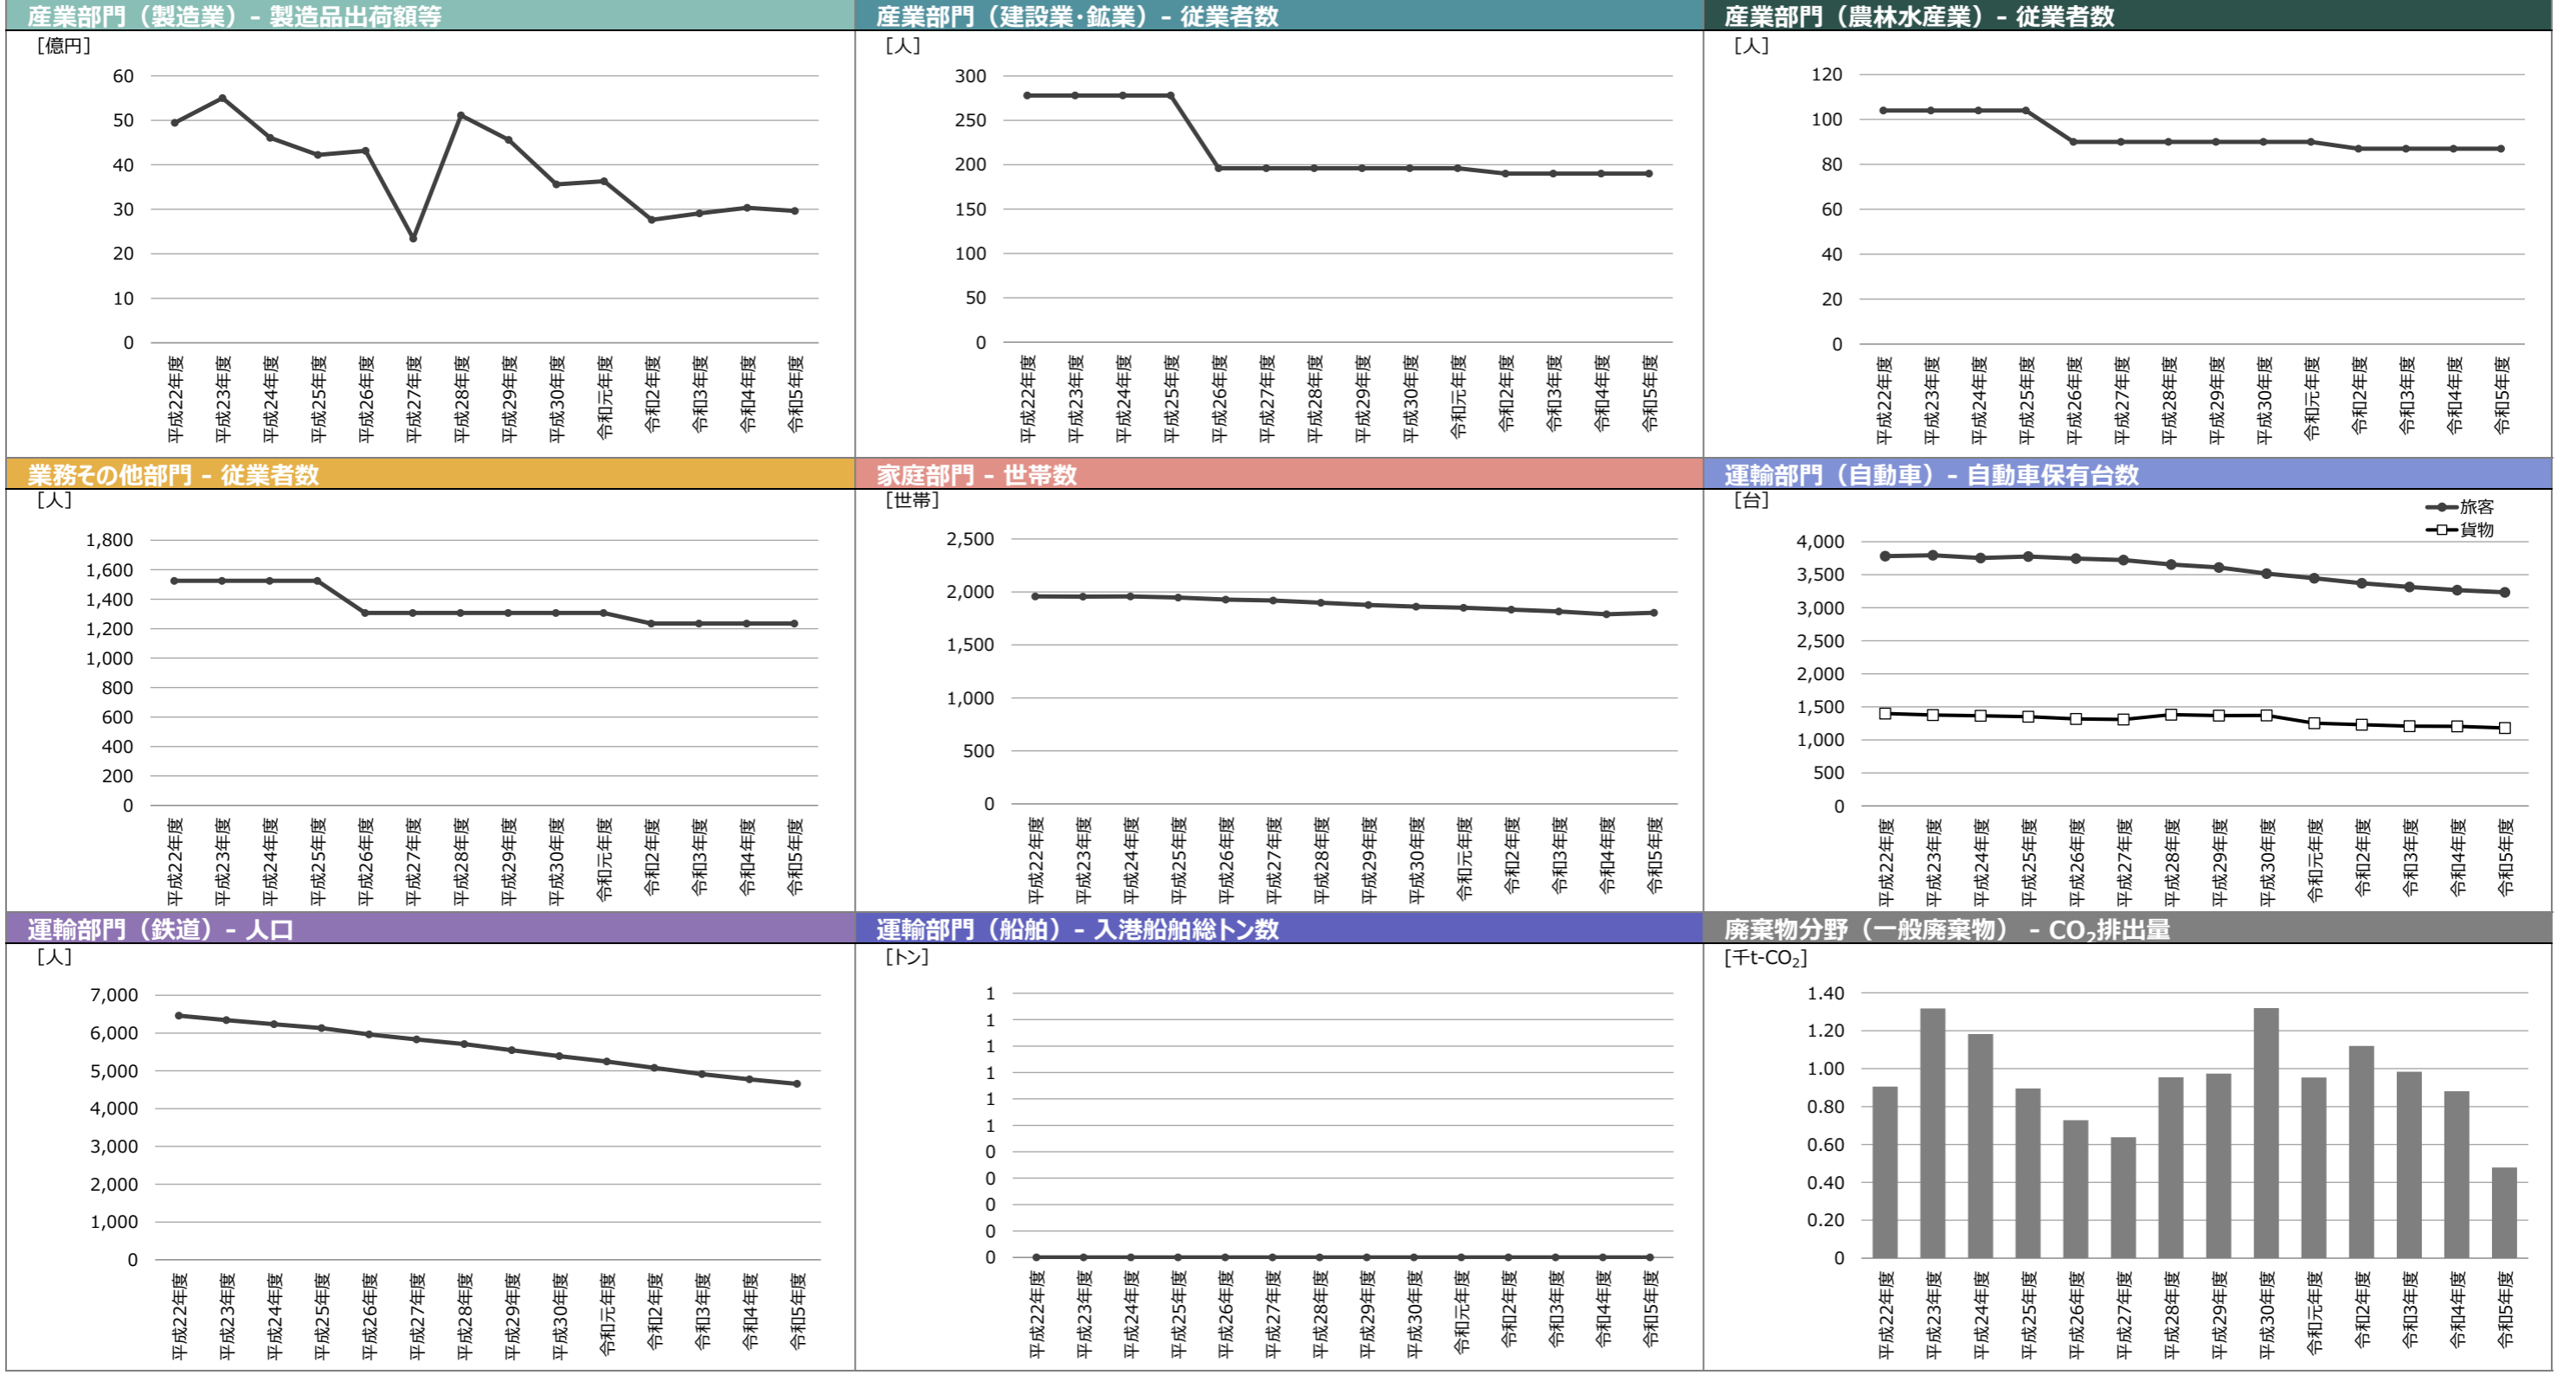 産業部門（製造業）- 製造品出荷額等
[億円]
60
50
40
30
20
10
0
平成22年度
平成23年度
平成24年度
平成25年度
平成26年度
平成27年度
平成28年度
平成29年度
平成30年度
令和元年度
令和2年度
令和3年度
令和4年度
令和5年度
産業部門（建設業・鉱業）- 従業者数
[人]
300
250
200
150
100
50
0
平成22年度
平成23年度
平成24年度
平成25年度
平成26年度
平成27年度
平成28年度
平成29年度
平成30年度
令和元年度
令和2年度
令和3年度
令和4年度
令和5年度
産業部門（農林水産業）- 従業者数
[人]
120
100
80
60
40
20
0
平成22年度
平成23年度
平成24年度
平成25年度
平成26年度
平成27年度
平成28年度
平成29年度
平成30年度
令和元年度
令和2年度
令和3年度
令和4年度
令和5年度
業務その他部門 - 従業者数
[人]
1,800
1,600
1,400
1,200
1,000
800
600
400
200
0
平成22年度
平成23年度
平成24年度
平成25年度
平成26年度
平成27年度
平成28年度
平成29年度
平成30年度
令和元年度
令和2年度
令和3年度
令和4年度
令和5年度
家庭部門 - 世帯数
[世帯]
2,500
2,000
1,500
1,000
500
0
平成22年度
平成23年度
平成24年度
平成25年度
平成26年度
平成27年度
平成28年度
平成29年度
平成30年度
令和元年度
令和2年度
令和3年度
令和4年度
令和5年度
運輸部門（自動車）- 自動車保有台数
[台]
旅客
貨物
4,000
3,500
3,000
2,500
2,000
1,500
1,000
500
0
平成22年度
平成23年度
平成24年度
平成25年度
平成26年度
平成27年度
平成28年度
平成29年度
平成30年度
令和元年度
令和2年度
令和3年度
令和4年度
令和5年度
運輸部門（鉄道）- 人口
[人]
7,000
6,000
5,000
4,000
3,000
2,000
1,000
0
平成22年度
平成23年度
平成24年度
平成25年度
平成26年度
平成27年度
平成28年度
平成29年度
平成30年度
令和元年度
令和2年度
令和3年度
令和4年度
令和5年度
運輸部門（船舶）- 入港船舶総トン数
[トン]
1
1
1
1
1
1
0
0
0
0
0
平成22年度
平成23年度
平成24年度
平成25年度
平成26年度
平成27年度
平成28年度
平成29年度
平成30年度
令和元年度
令和2年度
令和3年度
令和4年度
令和5年度
廃棄物分野（一般廃棄物） - CO₂排出量
[千t-CO₂]
1.40
1.20
1.00
0.80
0.60
0.40
0.20
0
平成22年度
平成23年度
平成24年度
平成25年度
平成26年度
平成27年度
平成28年度
平成29年度
平成30年度
令和元年度
令和2年度
令和3年度
令和4年度
令和5年度